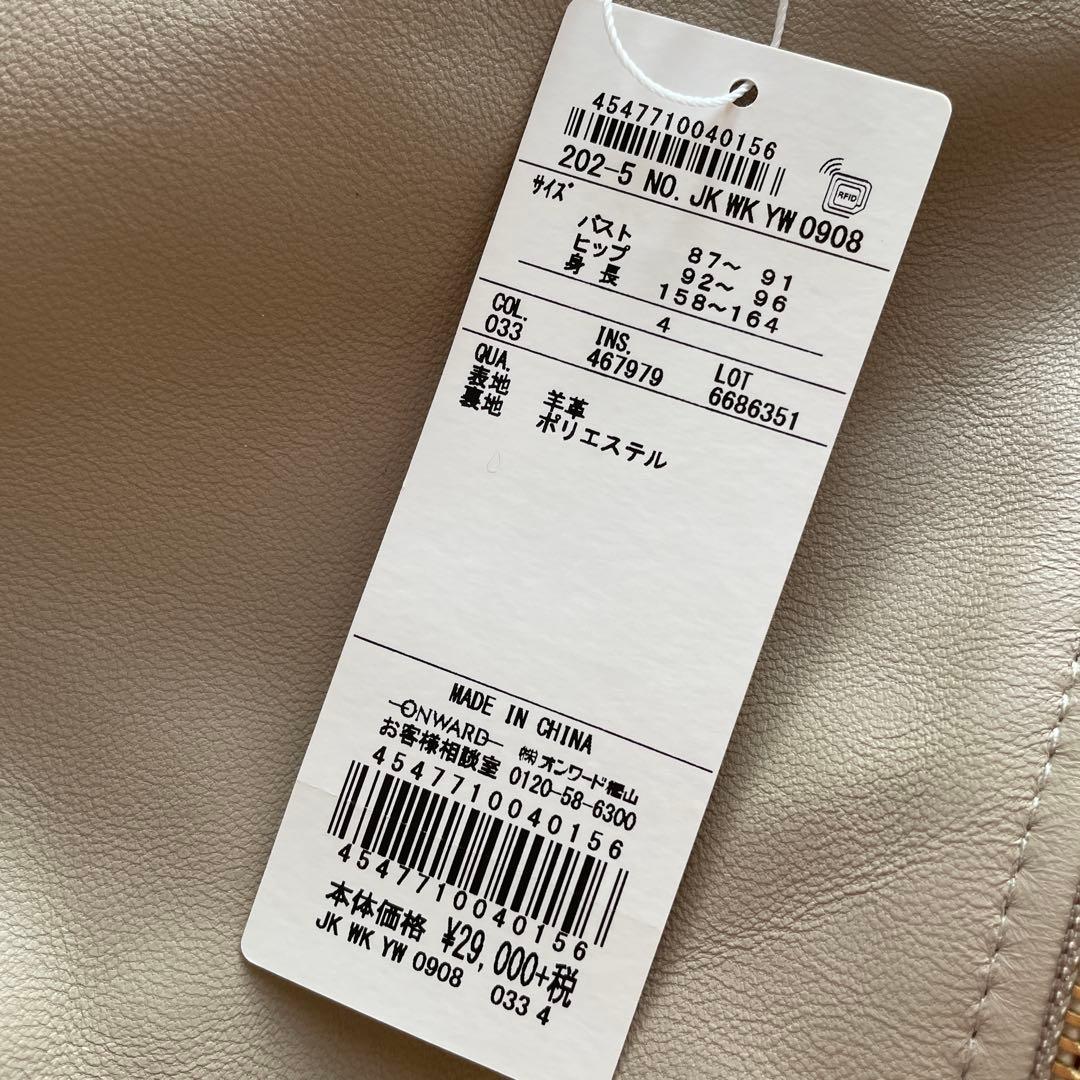 4547710040156
202-5 NO. JK WK YW 0908
RFID
サイズ
バスト 87～ 91
ヒップ 92～ 96
身長 158～164
4
COL. INS. LOT
033 467979 6686351
QUA.
表地 羊革
裏地 ポリエステル
MADE IN CHINA
ONWARD ㈱オンワード樫山
お客様相談室 0120-58-6300
4547710040156
4547710040156
本体価格 ¥29,000+税
JK WK YW 0908 033 4